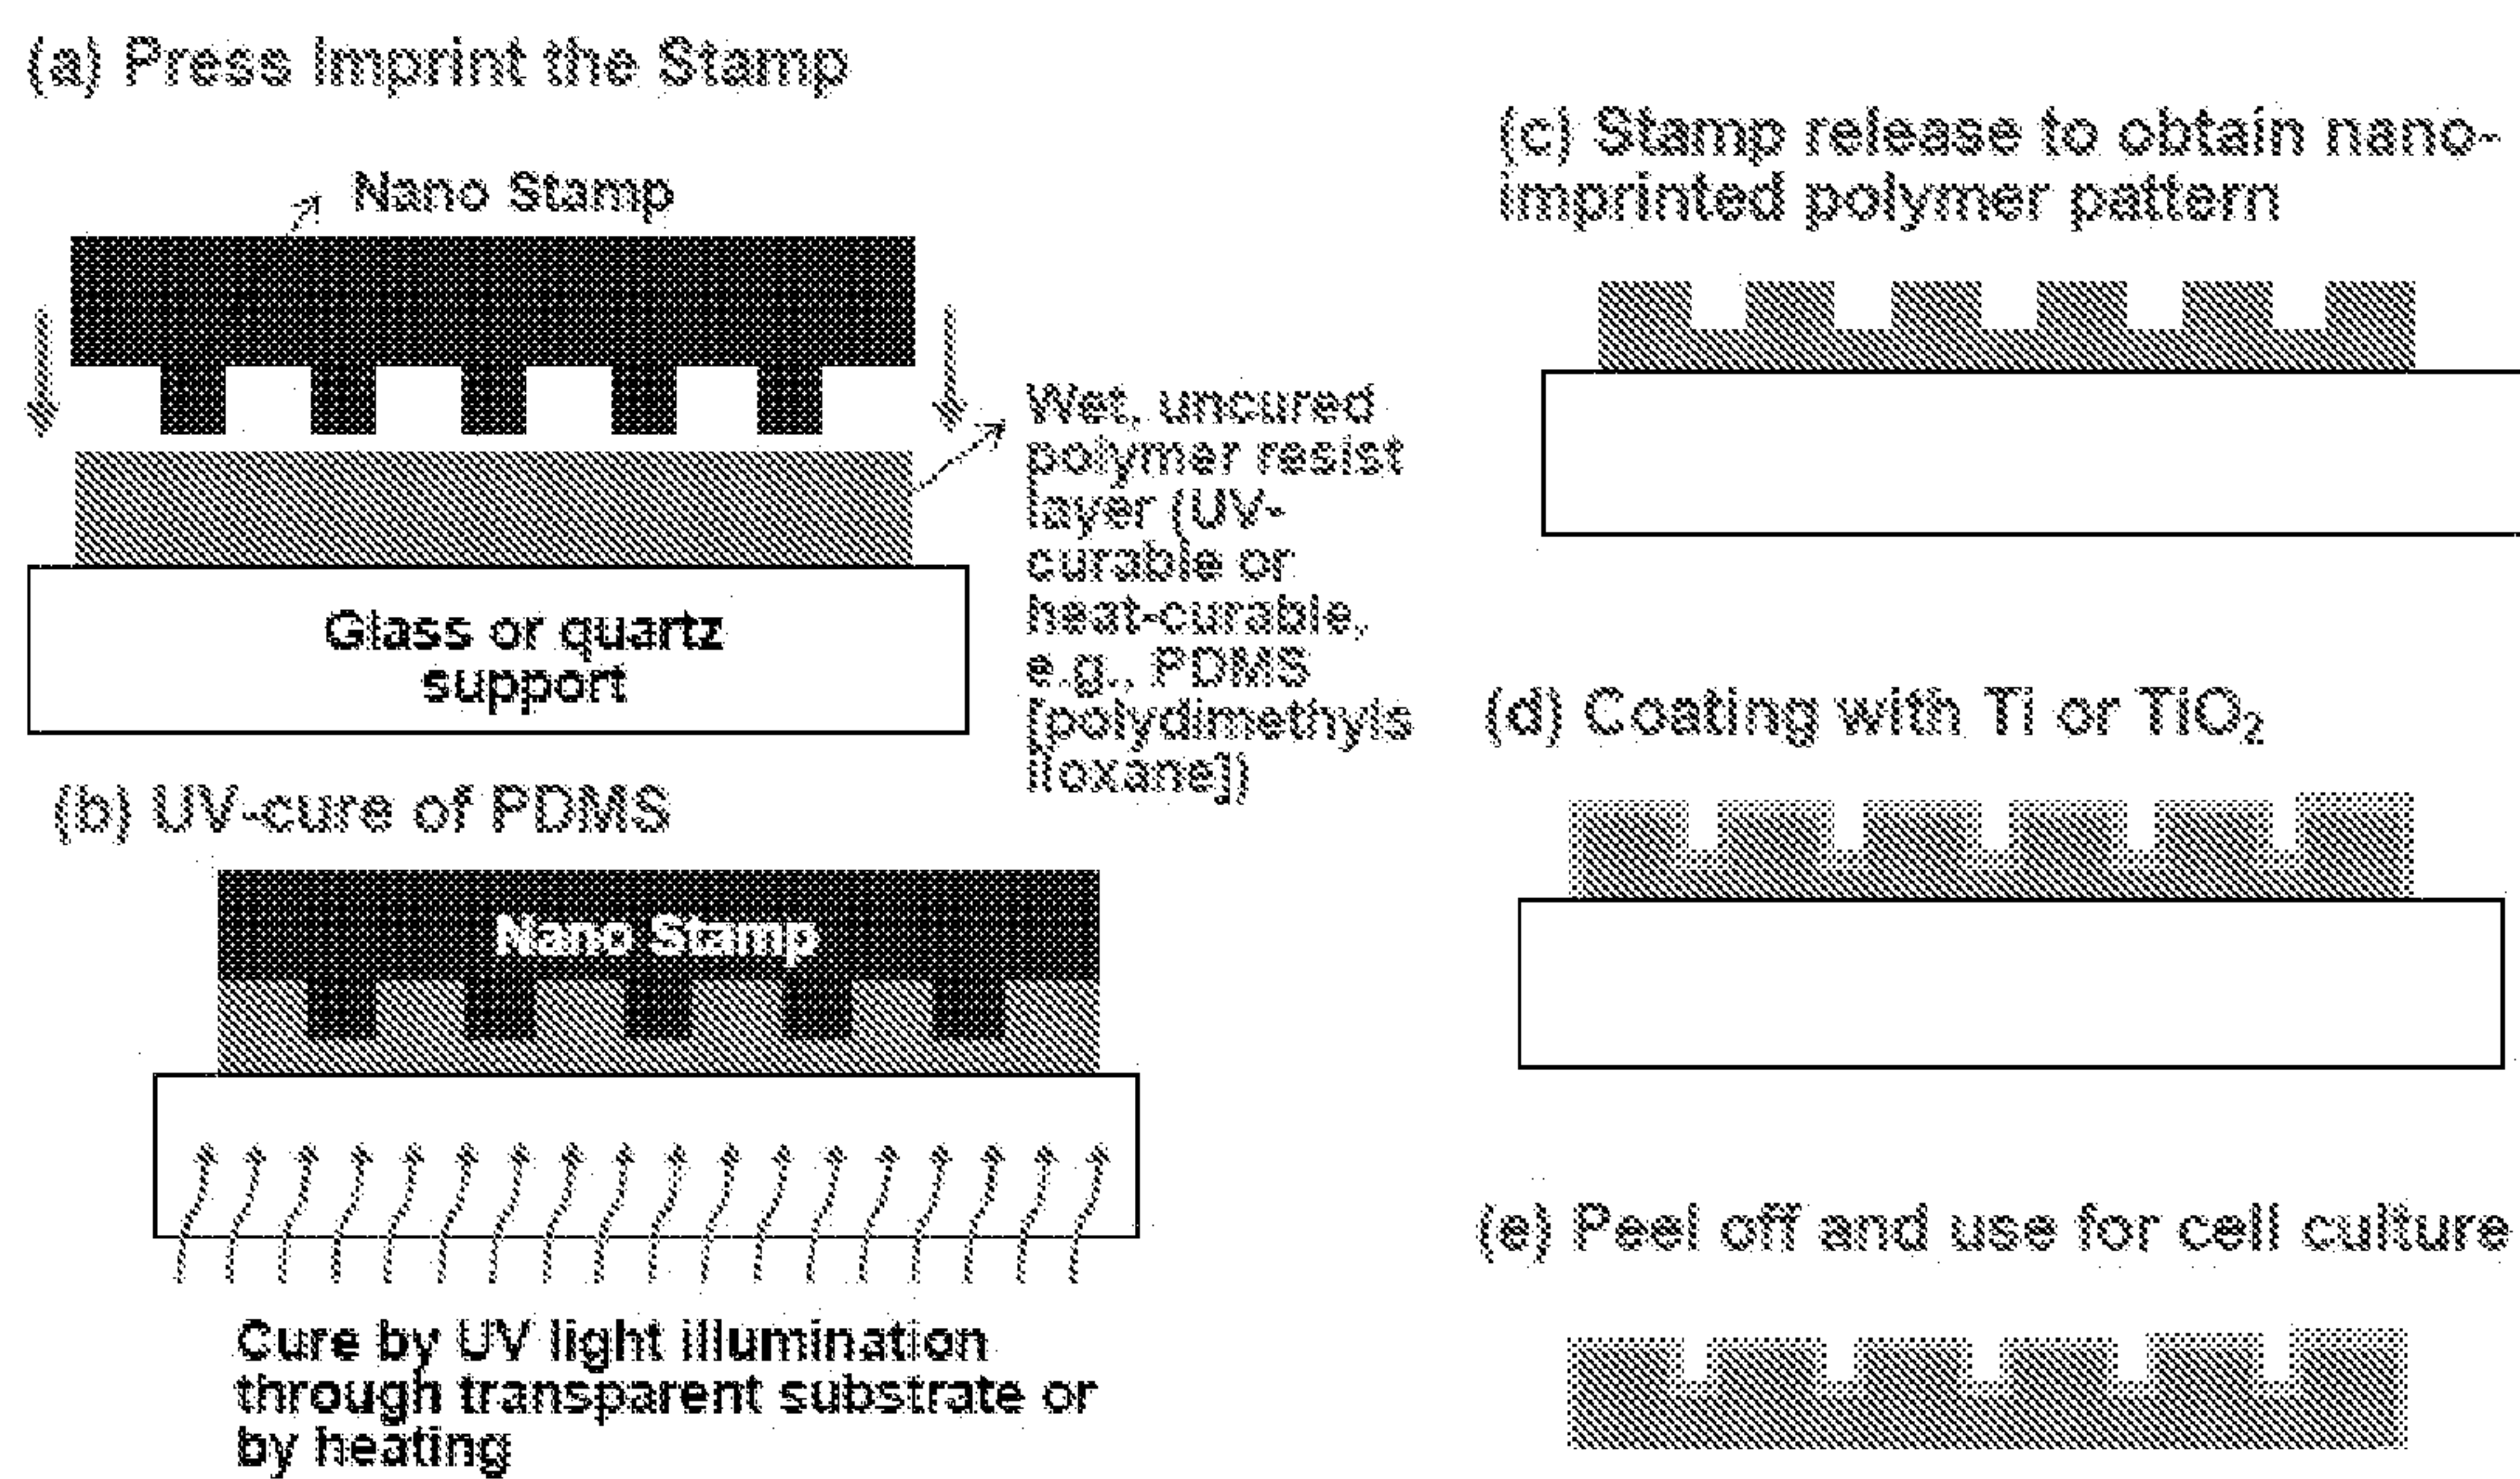 (a) Press Imprint the Stamp
Nano Stamp
Wet, uncured
polymer resist
layer (UV-
curable or
heat-curable,
e.g., PDMS
[polydimethyls
iloxane])
Glass or quartz
support
(b) UV-cure of PDMS
Nano Stamp
Cure by UV light illumination
through transparent substrate or
by heating
(c) Stamp release to obtain nano-
imprinted polymer pattern
(d) Coating with Ti or TiO₂
(e) Peel off and use for cell culture